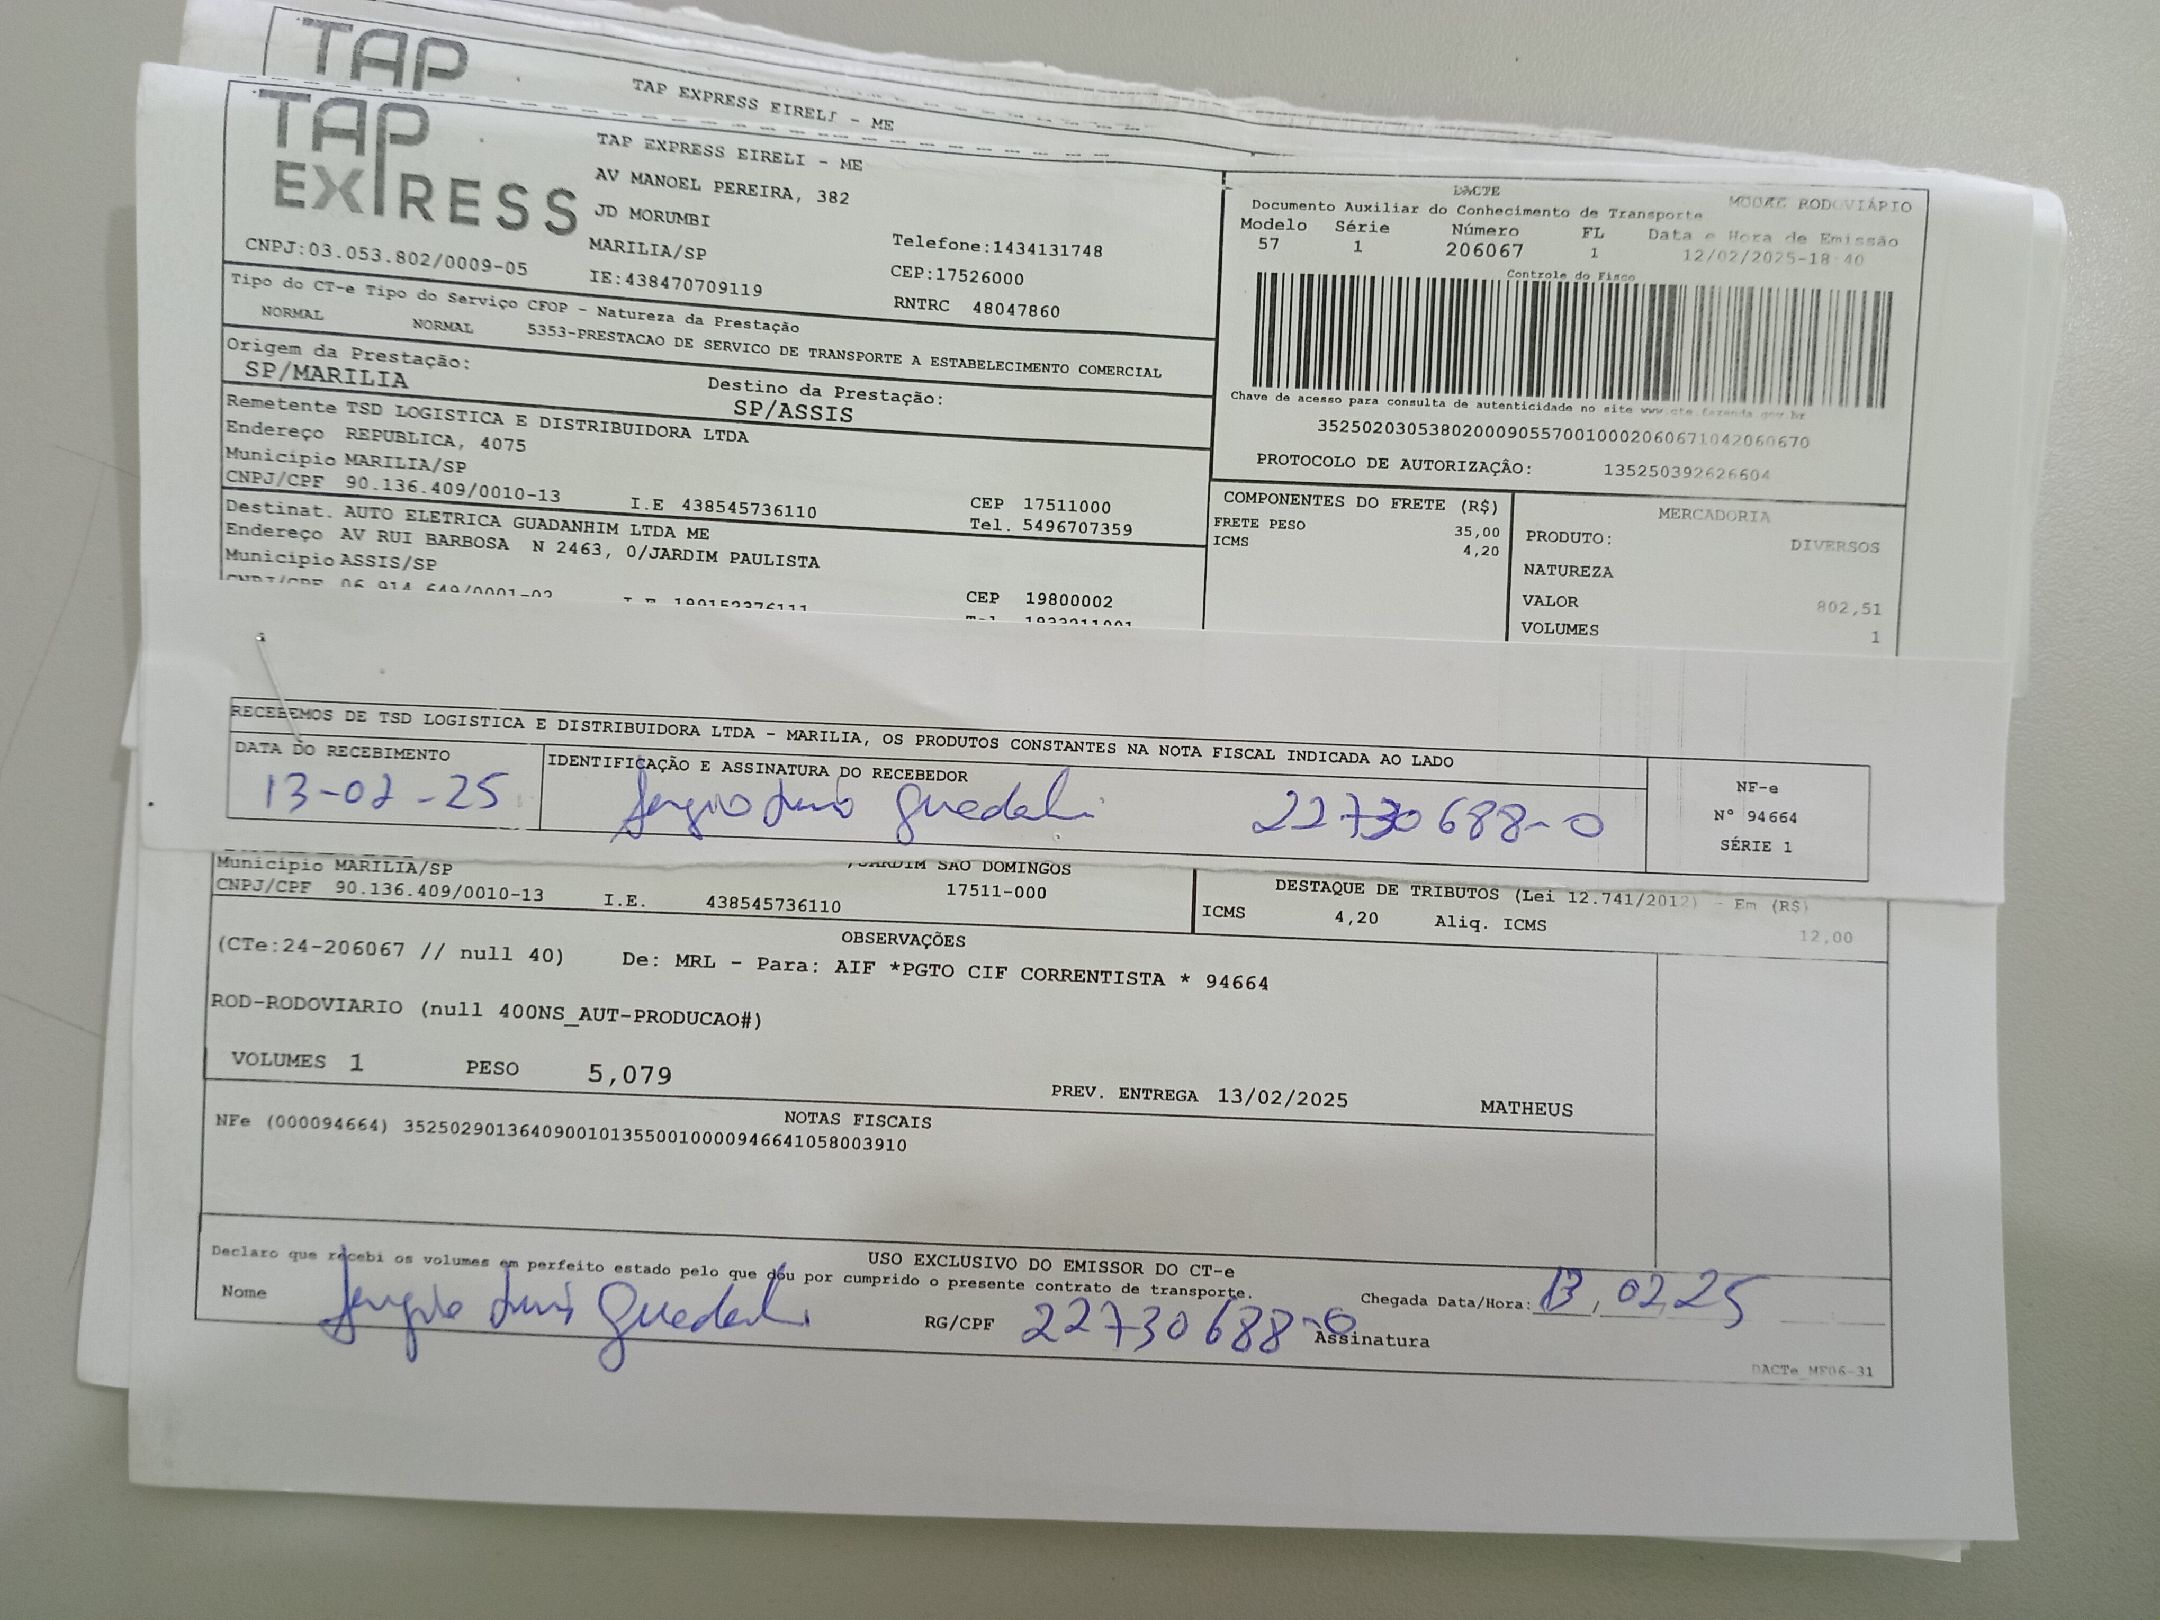 TAP
TAP EXPRESS EIRELI - ME
TAP
EXPRESS
TAP EXPRESS EIRELI - ME
AV MANOEL PEREIRA, 382
JD MORUMBI
MARILIA/SP
Telefone:1434131748
CNPJ:03.053.802/0009-05
IE:438470709119
CEP:17526000
RNTRC 48047860
DACTE
MODAL RODOVIÁRIO
Documento Auxiliar do Conhecimento de Transporte
Modelo Série Número FL Data e Hora de Emissão
57 1 206067 1 12/02/2025-18:40
Controle do Fisco
Chave de acesso para consulta de autenticidade no site www.cte.fazenda.gov.br
35250203053802000905570010002060671042060670
PROTOCOLO DE AUTORIZAÇÃO: 135250392626604
Tipo do CT-e Tipo do Serviço CFOP - Natureza da Prestação
NORMAL NORMAL 5353-PRESTACAO DE SERVICO DE TRANSPORTE A ESTABELECIMENTO COMERCIAL
Origem da Prestação: Destino da Prestação:
SP/MARILIA SP/ASSIS
Remetente TSD LOGISTICA E DISTRIBUIDORA LTDA
Endereço REPUBLICA, 4075
Município MARILIA/SP CEP 17511000
CNPJ/CPF 90.136.409/0010-13 I.E 438545736110 Tel. 5496707359
Destinat. AUTO ELETRICA GUADANHIM LTDA ME
Endereço AV RUI BARBOSA N 2463, 0/JARDIM PAULISTA
Município ASSIS/SP CEP 19800002
CNPJ/CPF 06.914.649/0001-02 I.E 190152376111
COMPONENTES DO FRETE (R$)
FRETE PESO 35,00
ICMS 4,20
MERCADORIA
PRODUTO: DIVERSOS
NATUREZA
VALOR 802,51
VOLUMES 1
RECEBEMOS DE TSD LOGISTICA E DISTRIBUIDORA LTDA - MARILIA, OS PRODUTOS CONSTANTES NA NOTA FISCAL INDICADA AO LADO
DATA DO RECEBIMENTO
13-02-25
IDENTIFICAÇÃO E ASSINATURA DO RECEBEDOR
22730688-0
NF-e
N° 94664
SÉRIE 1
/JARDIM SAO DOMINGOS
Município MARILIA/SP 17511-000
CNPJ/CPF 90.136.409/0010-13 I.E. 438545736110
DESTAQUE DE TRIBUTOS (Lei 12.741/2012) - Em (R$)
ICMS 4,20 Aliq. ICMS 12,00
OBSERVAÇÕES
(CTe:24-206067 // null 40) De: MRL - Para: AIF *PGTO CIF CORRENTISTA * 94664
ROD-RODOVIARIO (null 400NS_AUT-PRODUCAO#)
VOLUMES 1 PESO 5,079 PREV. ENTREGA 13/02/2025 MATHEUS
NOTAS FISCAIS
NFe (000094664) 35250290136409001013550010000946641058003910
USO EXCLUSIVO DO EMISSOR DO CT-e
Declaro que recebi os volumes em perfeito estado pelo que dou por cumprido o presente contrato de transporte.
Nome RG/CPF 22730688-0 Assinatura
Chegada Data/Hora: 13, 02 25
DACTe_MF06-31